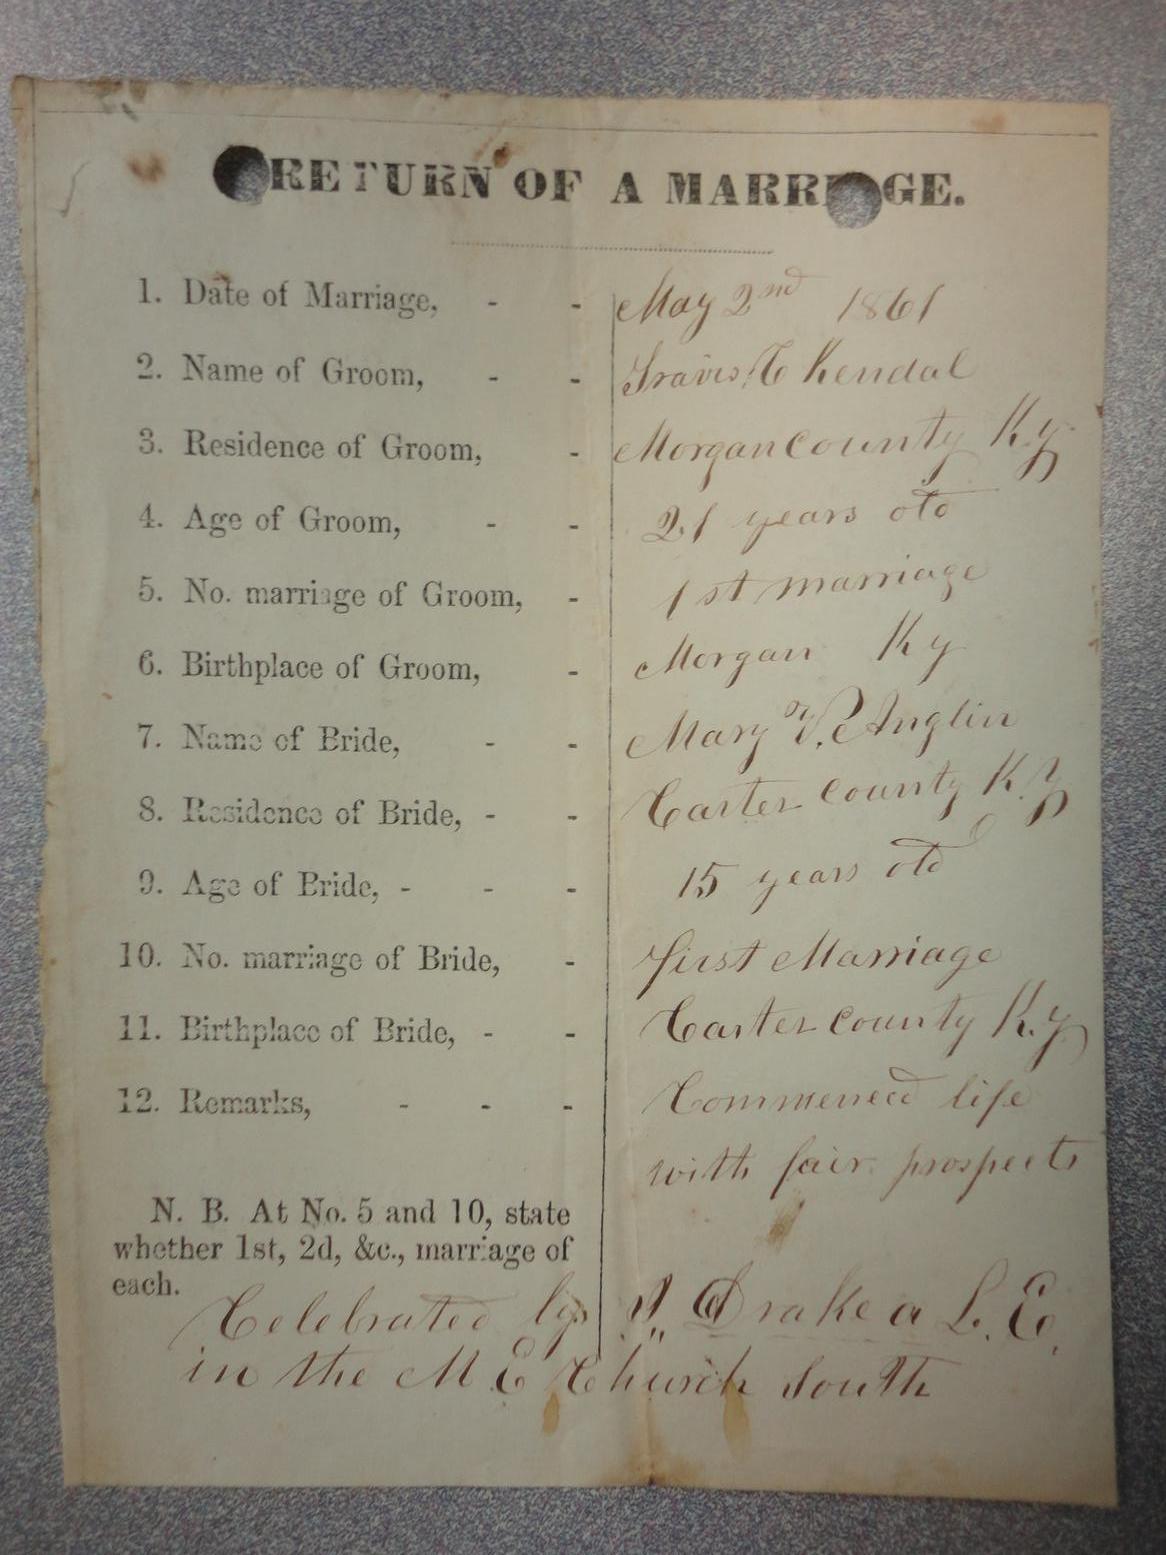 RETURN OF A MARRIAGE.
1. Date of Marriage, - - May 2nd 1861
2. Name of Groom, - - Travis C Kendal
3. Residence of Groom, - Morgan county Ky
4. Age of Groom, - - 21 years old
5. No. marriage of Groom, - 1st marriage
6. Birthplace of Groom, - Morgan Ky
7. Name of Bride, - - Mary Anglin
8. Residence of Bride, - - Carter county Ky
9. Age of Bride, - - - 15 years old
10. No. marriage of Bride, - first Marriage
11. Birthplace of Bride, - - Carter county Ky
12. Remarks, - - - Commenced life
with fair prospects
N. B. At No. 5 and 10, state
whether 1st, 2d, &c., marriage of
each.
Celebrated by Drake a L. E.
in the M. E Church South